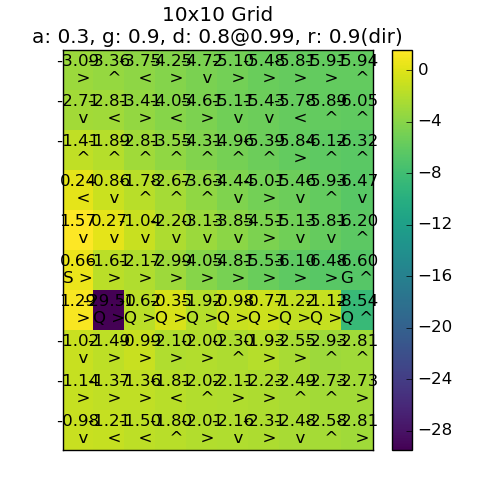 10x10 Grid
a: 0.3, g: 0.9, d: 0.8@0.99, r: 0.9(dir)
-3.09 -3.36 -3.75 -4.25 -4.72 -5.10 -5.48 -5.81 -5.91 -5.94
> ^ < > v > > > > ^
-2.71 -2.81 -3.41 -4.05 -4.61 -5.11 -5.43 -5.78 -5.89 -6.05
v < < > > v v < ^ ^
-1.41 -1.89 -2.81 -3.55 -4.31 -4.96 -5.39 -5.84 -6.12 -6.32
^ ^ ^ ^ ^ ^ ^ > ^ ^
0.24 -0.86 -1.78 -2.67 -3.63 -4.44 -5.01 -5.46 -5.93 -6.47
< v ^ ^ ^ v > v ^ v
1.57 0.27 -1.04 -2.20 -3.13 -3.85 -4.51 -5.13 -5.81 -6.20
v v v v v v > v v ^
0.66 -1.61 -2.17 -2.99 -4.05 -4.81 -5.53 -6.10 -6.48 -6.60
S > > > > > > > > > G ^
1.29 -29.51 -0.35 -1.92 -0.98 -0.77 -1.22 -1.12 -8.54
> Q > Q > Q > Q > Q > Q > Q > Q > Q ^
-1.02 -1.49 -0.99 -2.10 -2.00 -2.30 -1.93 -2.55 -2.93 -2.81
v > > > > ^ > > ^ ^
-1.14 -1.37 -1.36 -1.81 -2.02 -2.11 -2.23 -2.49 -2.73 -2.73
> > > < ^ > > > ^ >
-0.98 -1.21 -1.50 -1.80 -2.01 -2.16 -2.31 -2.48 -2.58 -2.81
v < < ^ > v > v ^ >
0
−4
−8
−12
−16
−20
−24
−28